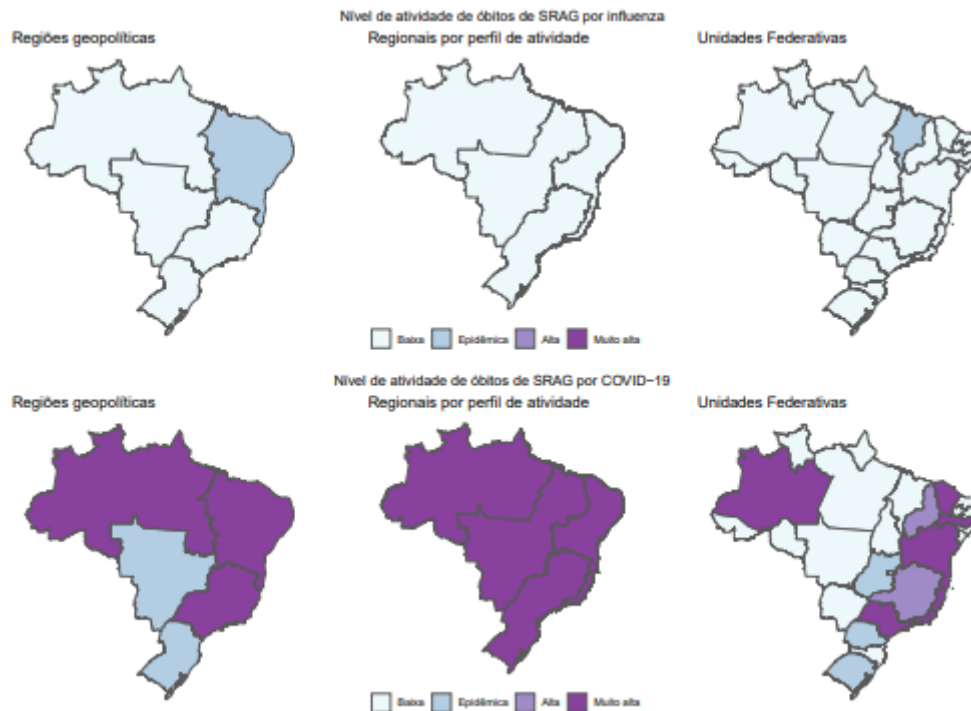 Nível de atividade de óbitos de SRAG por influenza
Regiões geopolíticas
Regionais por perfil de atividade
Unidades Federativas
Baixa Epidêmica Alta Muito alta
Nível de atividade de óbitos de SRAG por COVID−19
Regiões geopolíticas
Regionais por perfil de atividade
Unidades Federativas
Baixa Epidêmica Alta Muito alta